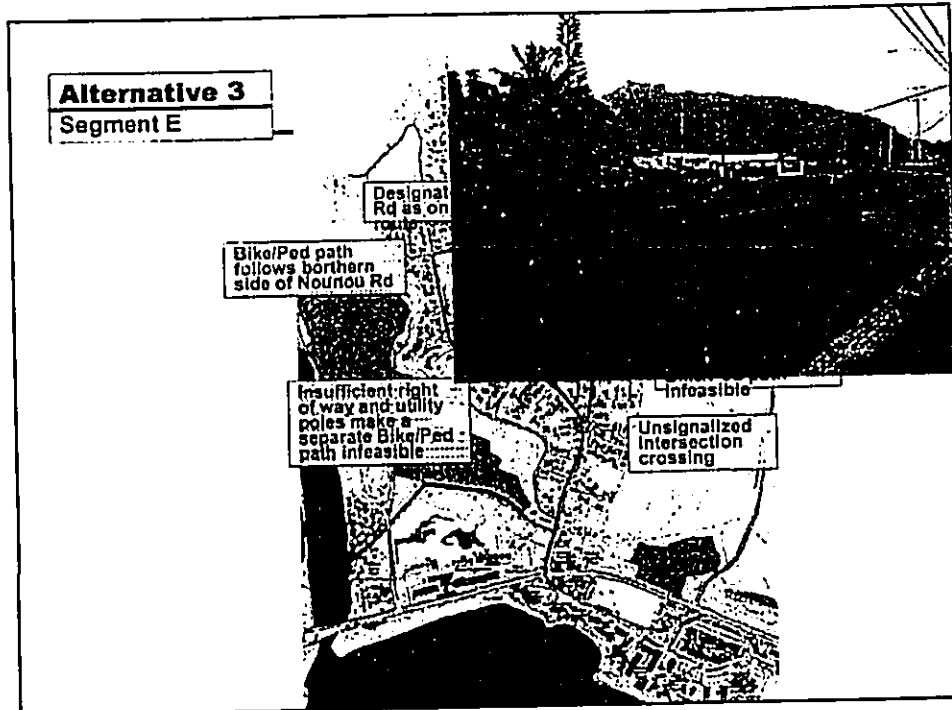 Alternative 3
Segment E
Designat
Rd as on
route
Bike/Ped path
follows borthern
side of Nounou Rd
Insufficient right
of way and utility
poles make a
separate Bike/Ped
path infeasible
infeasible
Unsignalized
Intersection
crossing